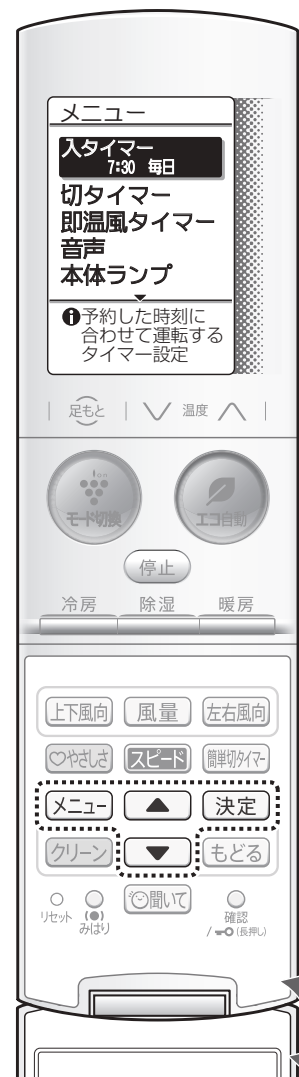 メニュー
入タイマー
7:30 毎日
切タイマー
即温風タイマー
音声
本体ランプ
予約した時刻に
合わせて運転する
タイマー設定
足もと 温度
ion
モード切換 エコ自動
停止
冷房 除湿 暖房
上下風向 風量 左右風向
♡やさしさ スピード 簡単切タイマー
メニュー ▲ 決定
クリーン ▼ もどる
聞いて
リセット みはり 確認
/ (長押し)